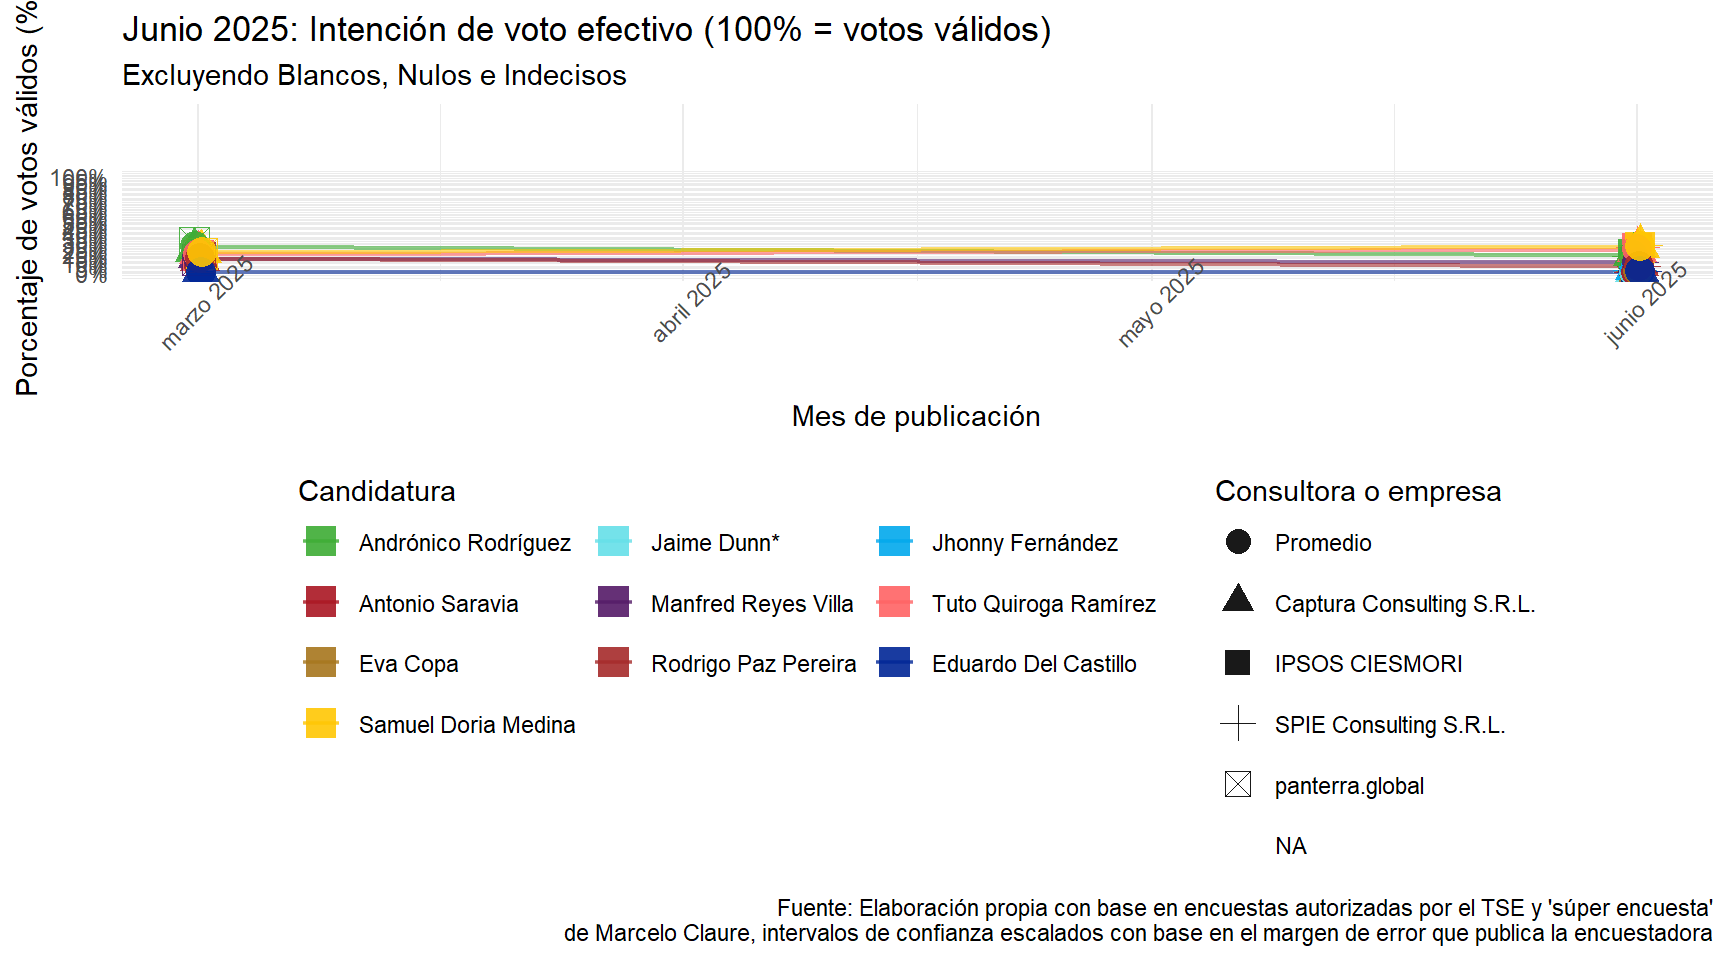 Junio 2025: Intención de voto efectivo (100% = votos válidos)
Excluyendo Blancos, Nulos e Indecisos
Porcentaje de votos válidos (%
100%
0%
marzo 2025
abril 2025
mayo 2025
junio 2025
Mes de publicación
Candidatura
Andrónico Rodríguez
Jaime Dunn*
Jhonny Fernández
Antonio Saravia
Manfred Reyes Villa
Tuto Quiroga Ramírez
Eva Copa
Rodrigo Paz Pereira
Eduardo Del Castillo
Samuel Doria Medina
Consultora o empresa
Promedio
Captura Consulting S.R.L.
IPSOS CIESMORI
SPIE Consulting S.R.L.
panterra.global
NA
Fuente: Elaboración propia con base en encuestas autorizadas por el TSE y 'súper encuesta'
de Marcelo Claure, intervalos de confianza escalados con base en el margen de error que publica la encuestadora